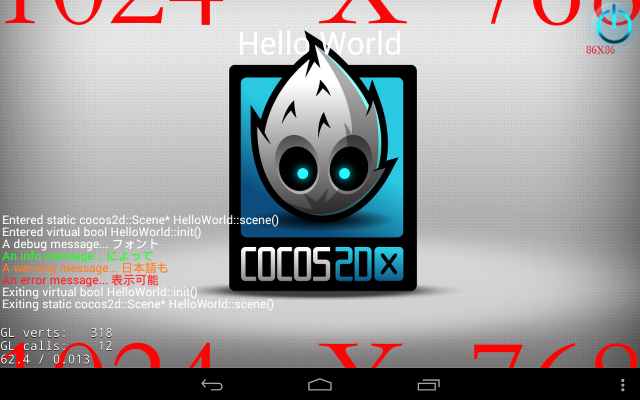 1024 X 768
Hello World
86X86
COCOS2DX
Entered static cocos2d::Scene* HelloWorld::scene()
Entered virtual bool HelloWorld::init()
A debug message... フォント
An info message... によって
A warning message... 日本語も
An error message... 表示可能
Exiting virtual bool HelloWorld::init()
Exiting static cocos2d::Scene* HelloWorld::scene()
GL verts: 318
GL calls: 12
62.4 / 0.013
1024 X 768